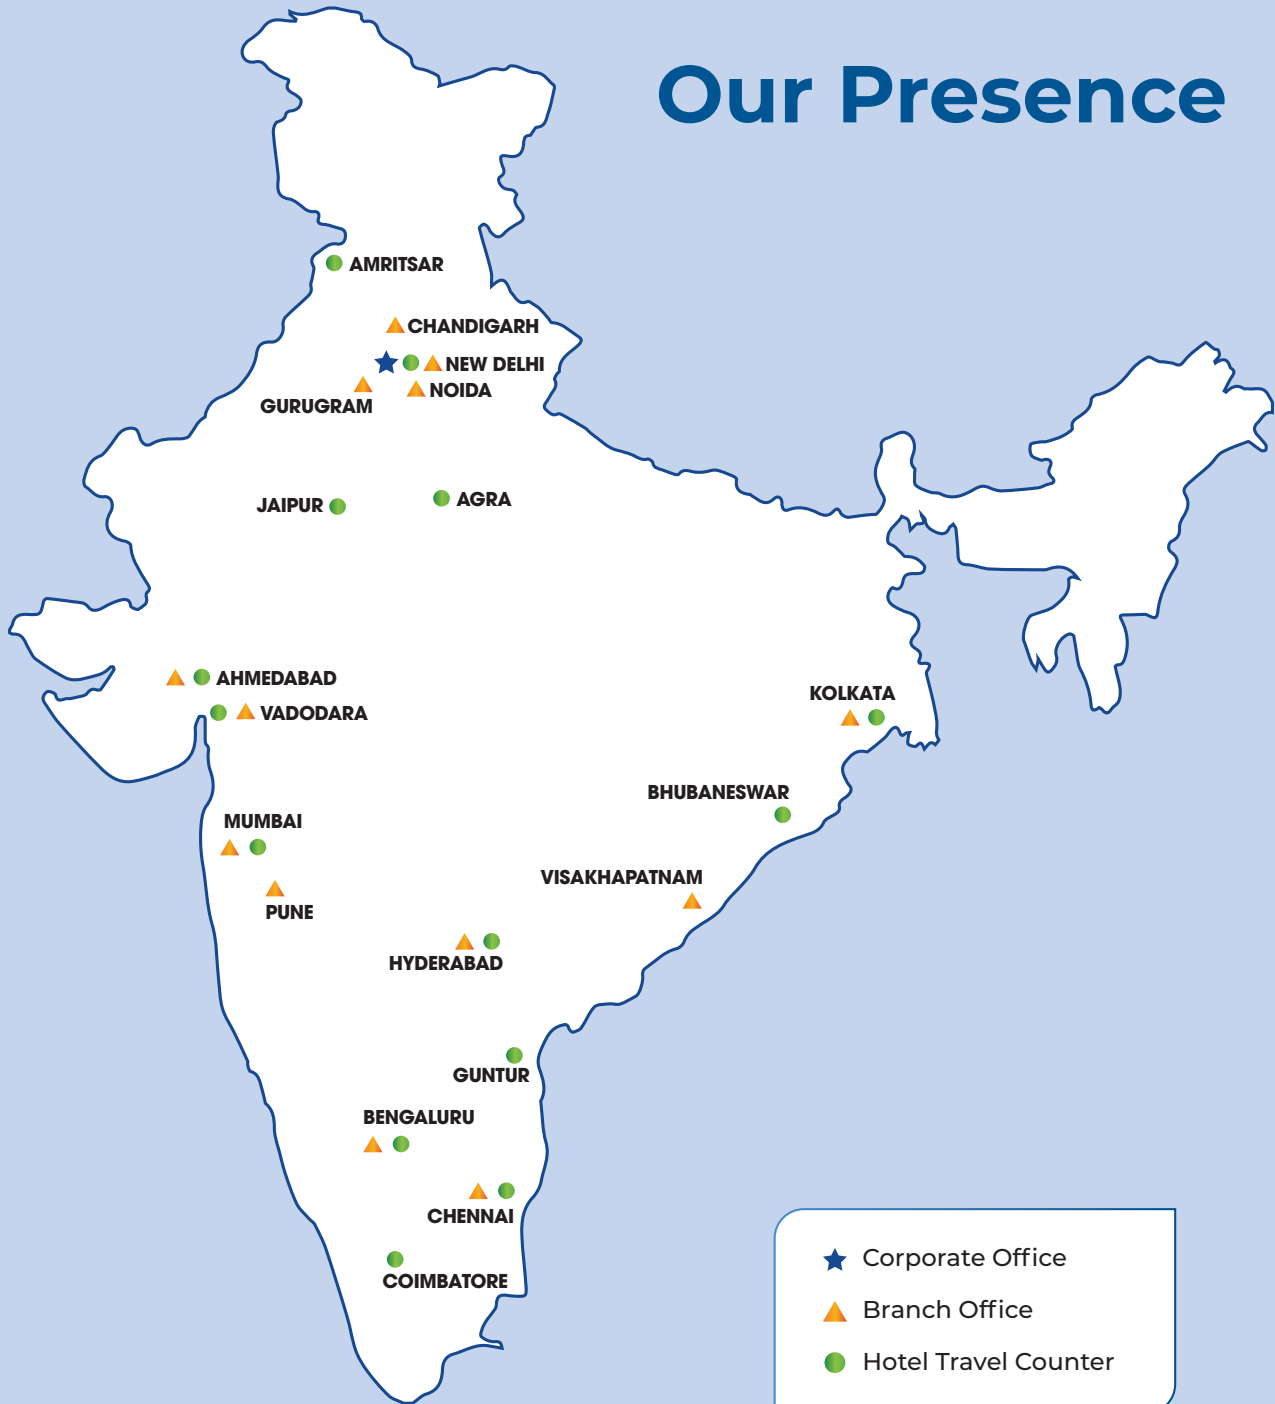 Our Presence
AMRITSAR
CHANDIGARH
NEW DELHI
NOIDA
GURUGRAM
JAIPUR
AGRA
AHMEDABAD
VADODARA
KOLKATA
BHUBANESWAR
MUMBAI
VISAKHAPATNAM
PUNE
HYDERABAD
GUNTUR
BENGALURU
CHENNAI
COIMBATORE
Corporate Office
Branch Office
Hotel Travel Counter